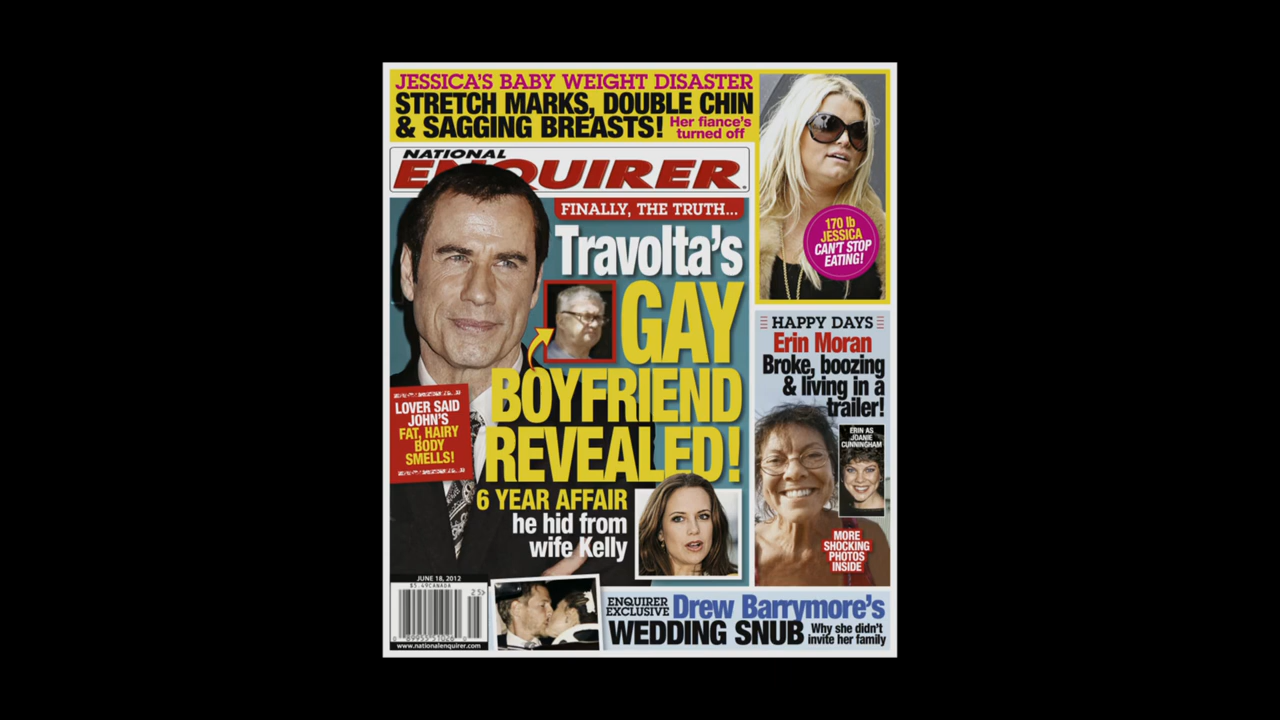 JESSICA'S BABY WEIGHT DISASTER
STRETCH MARKS, DOUBLE CHIN
& SAGGING BREASTS!
Her fiance's
turned off
170 lb
JESSICA
CAN'T STOP
EATING!
NATIONAL
ENQUIRER
FINALLY, THE TRUTH...
Travolta's
GAY
BOYFRIEND
REVEALED!
LOVER SAID
JOHN'S
FAT, HAIRY
BODY
SMELLS!
6 YEAR AFFAIR
he hid from
wife Kelly
HAPPY DAYS
Erin Moran
Broke, boozing
& living in a
trailer!
ERIN AS
JOANIE
CUNNINGHAM
MORE
SHOCKING
PHOTOS
INSIDE
JUNE 18, 2012
$5.49CANADA
25>
www.nationalenquirer.com
ENQUIRER
EXCLUSIVE
Drew Barrymore's
WEDDING SNUB
Why she didn't
invite her family